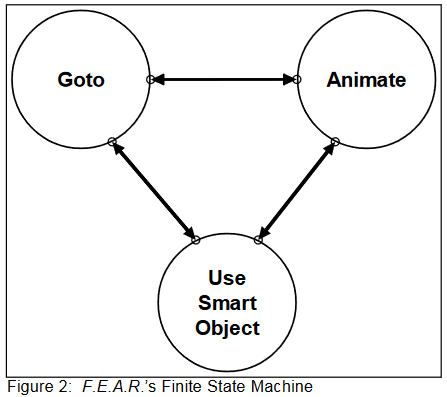 Goto
Animate
Use
Smart
Object
Figure 2: F.E.A.R.'s Finite State Machine